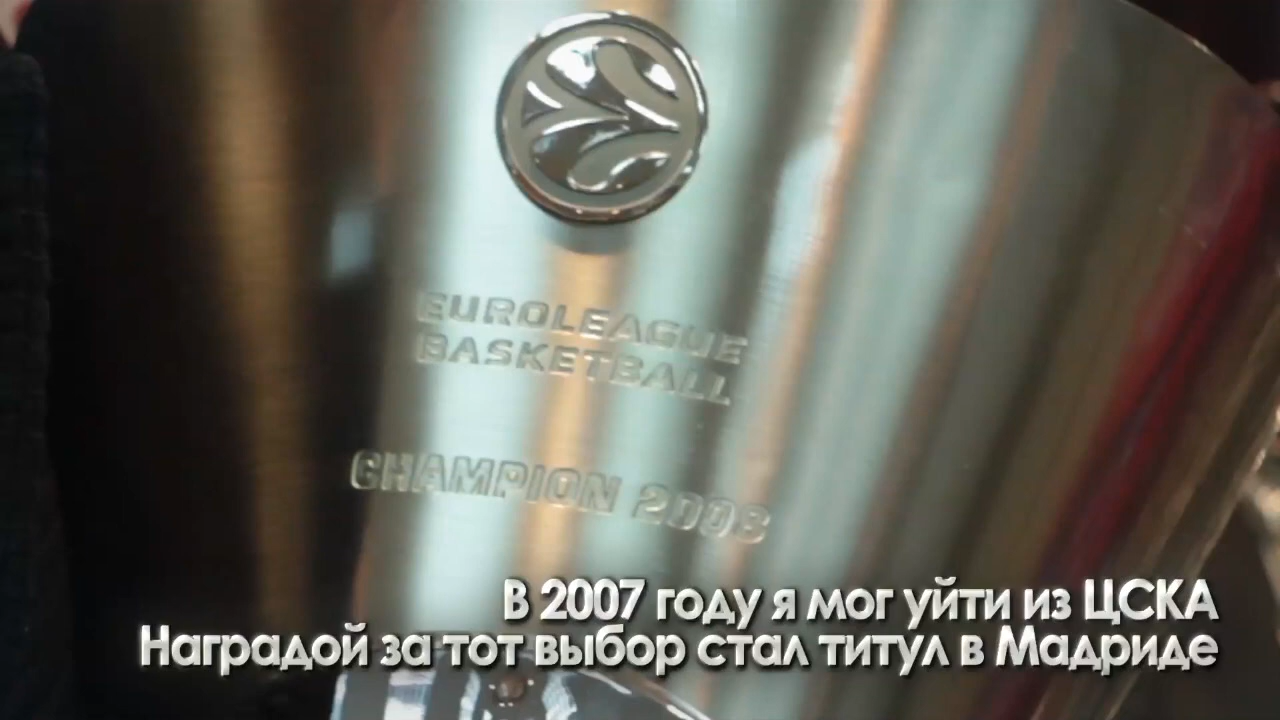 EUROLEAGUE
BASKETBALL
CHAMPION 2008
В 2007 году я мог уйти из ЦСКА
Наградой за тот выбор стал титул в Мадриде